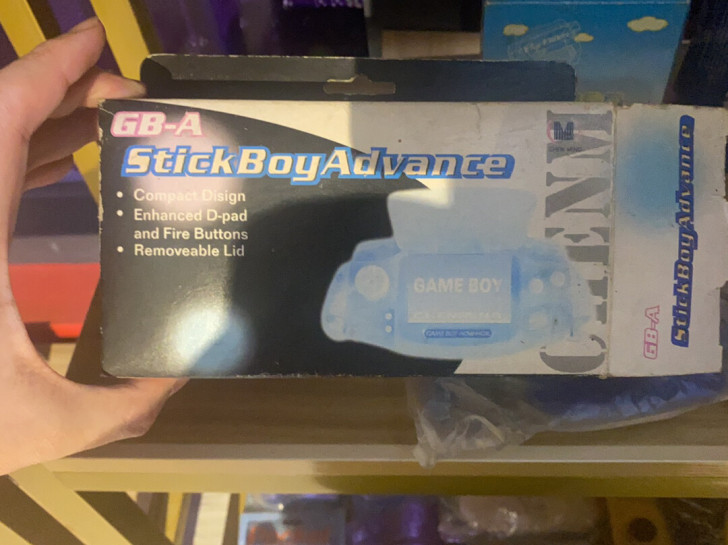 GB-A
StickBoyAdvance
• Compact Disign
• Enhanced D-pad
and Fire Buttons
• Removeable Lid
GAME BOY
GAME BOY ADVANCE
GB-A
StickBoyAdvance